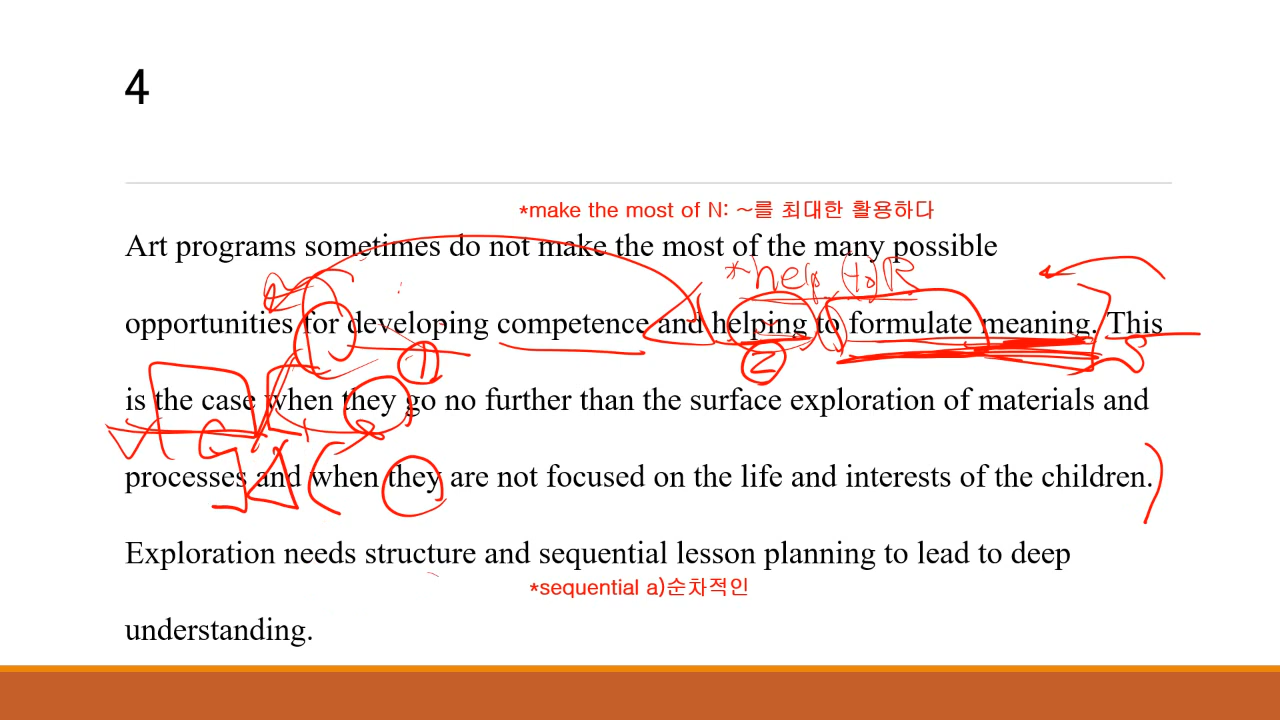 4
*make the most of N: ~를 최대한 활용하다
Art programs sometimes do not make the most of the many possible
*help (to) R
opportunities for developing competence and helping to formulate meaning. This
① ②
is the case when they go no further than the surface exploration of materials and
processes and when they are not focused on the life and interests of the children.
Exploration needs structure and sequential lesson planning to lead to deep
*sequential a)순차적인
understanding.